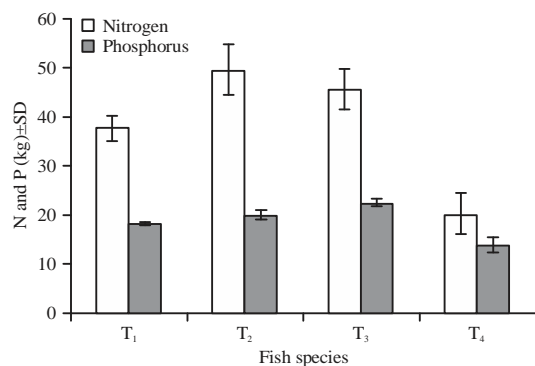 60
50
40
30
20
10
0
N and P (kg)±SD
Nitrogen
Phosphorus
T₁ T₂ T₃ T₄
Fish species